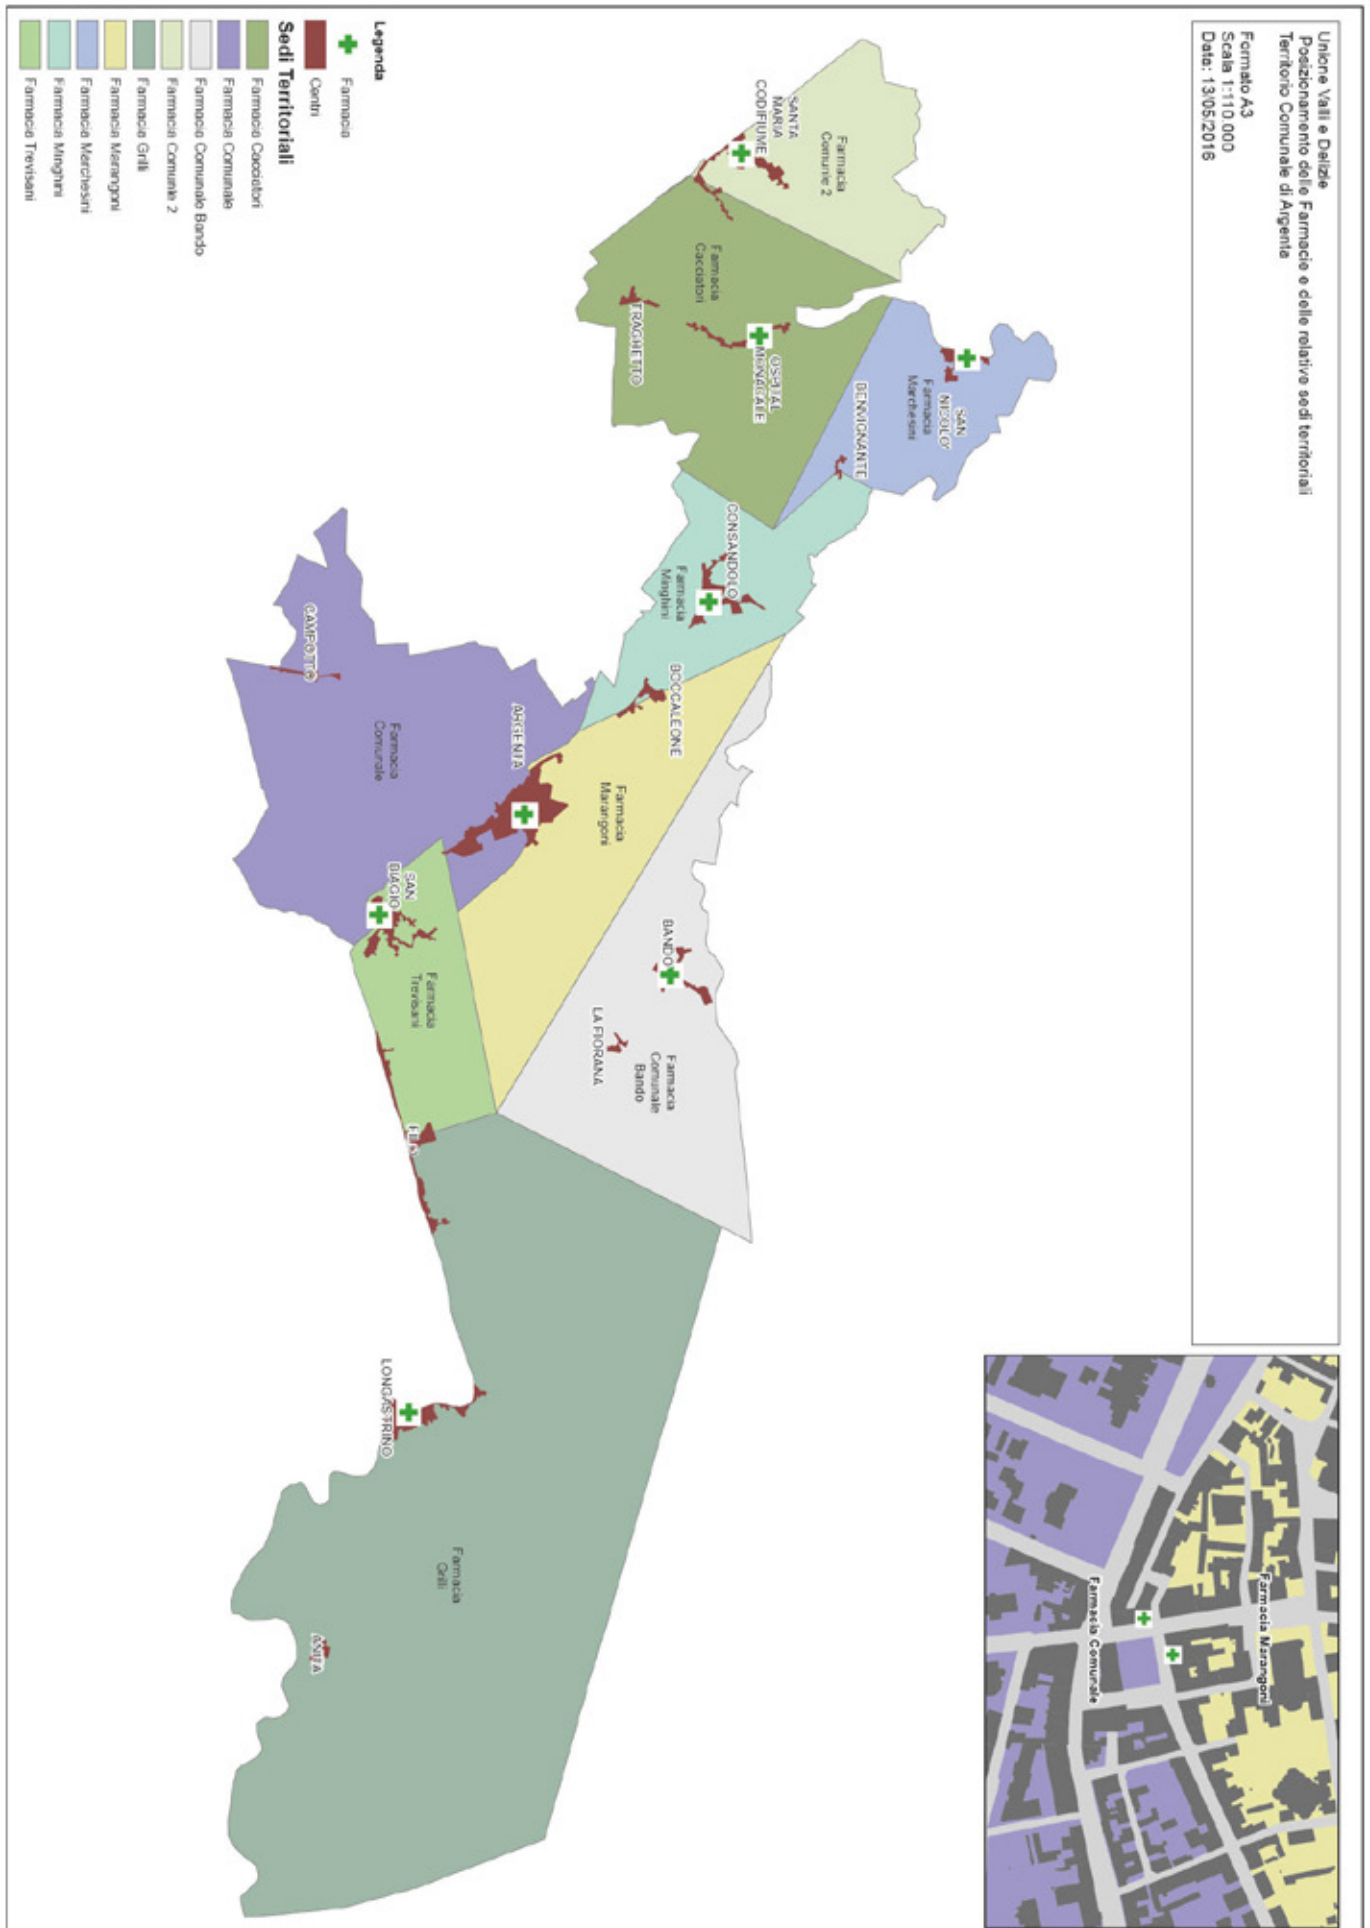 Unione Valli e Delizie
Posizionamento delle Farmacie e delle relative sedi territoriali
Territorio Comunale di Argenta
Formato A3
Scala 1:110.000
Data: 13/05/2016
Farmacia Marangoni
Farmacia Comunale
Farmacia
Comunle 2
SANTA
MARIA
CODIFIUME
Farmacia
Cacciatori
TRAGHETTO
OSPITAL
MONACALE
SAN
NICOLO'
Farmacia
Marchesini
BENVIGNANTE
CONSANDOLO
Farmacia
Minghini
BOCCALEONE
Farmacia
Marangoni
ARGENTA
CAMPOTTO
Farmacia
Comunale
SAN
BIAGIO
Farmacia
Trevisani
BANDO
LA FIORANA
Farmacia
Comunale
Bando
FILO
LONGASTRINO
Farmacia
Grilli
ANITA
Legenda
Farmacia
Centri
Sedi Territoriali
Farmacia Cacciatori
Farmacia Comunale
Farmacia Comunale Bando
Farmacia Comunle 2
Farmacia Grilli
Farmacia Marangoni
Farmacia Marchesini
Farmacia Minghini
Farmacia Trevisani